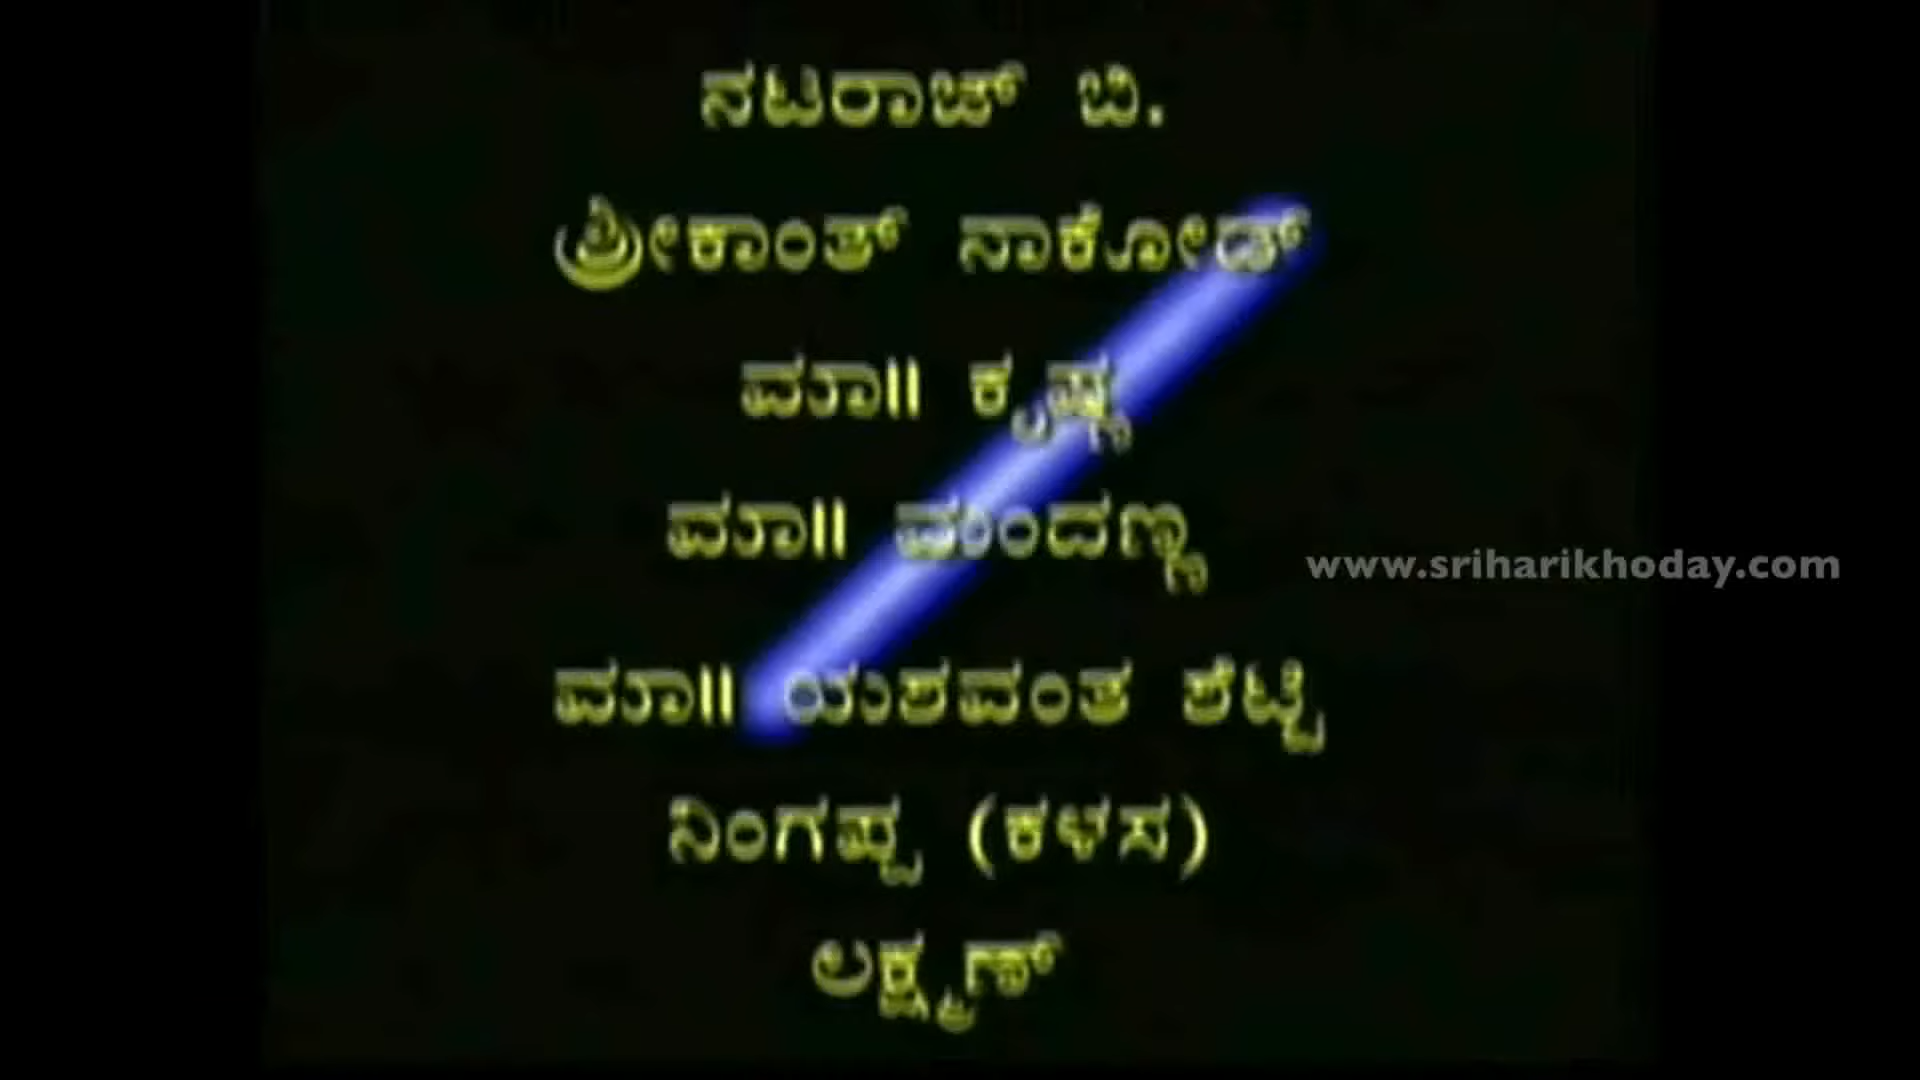 ನಟರಾಜ್ ಬಿ.
ಶ್ರೀಕಾಂತ್ ನಾಕೋಡ್
ಮಾ॥ ಕೃಷ್ಣ
ಮಾ॥ ಮಂದಣ್ಣ
www.sriharikhoday.com
ಮಾ॥ ಯಶವಂತ ಶೆಟ್ಟಿ
ನಿಂಗಪ್ಪ (ಕಳಸ)
ಲಕ್ಷ್ಮಣ್